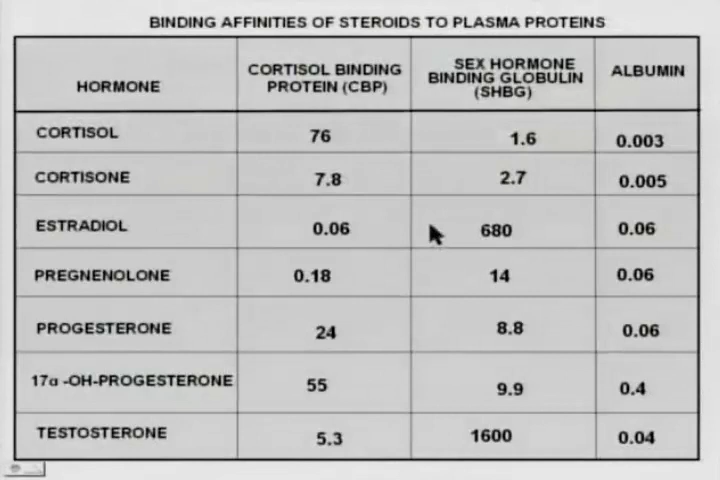 BINDING AFFINITIES OF STEROIDS TO PLASMA PROTEINS
HORMONE
CORTISOL BINDING
PROTEIN (CBP)
SEX HORMONE
BINDING GLOBULIN
(SHBG)
ALBUMIN
CORTISOL 76 1.6 0.003
CORTISONE 7.8 2.7 0.005
ESTRADIOL 0.06 680 0.06
PREGNENOLONE 0.18 14 0.06
PROGESTERONE 24 8.8 0.06
17α -OH-PROGESTERONE 55 9.9 0.4
TESTOSTERONE 5.3 1600 0.04